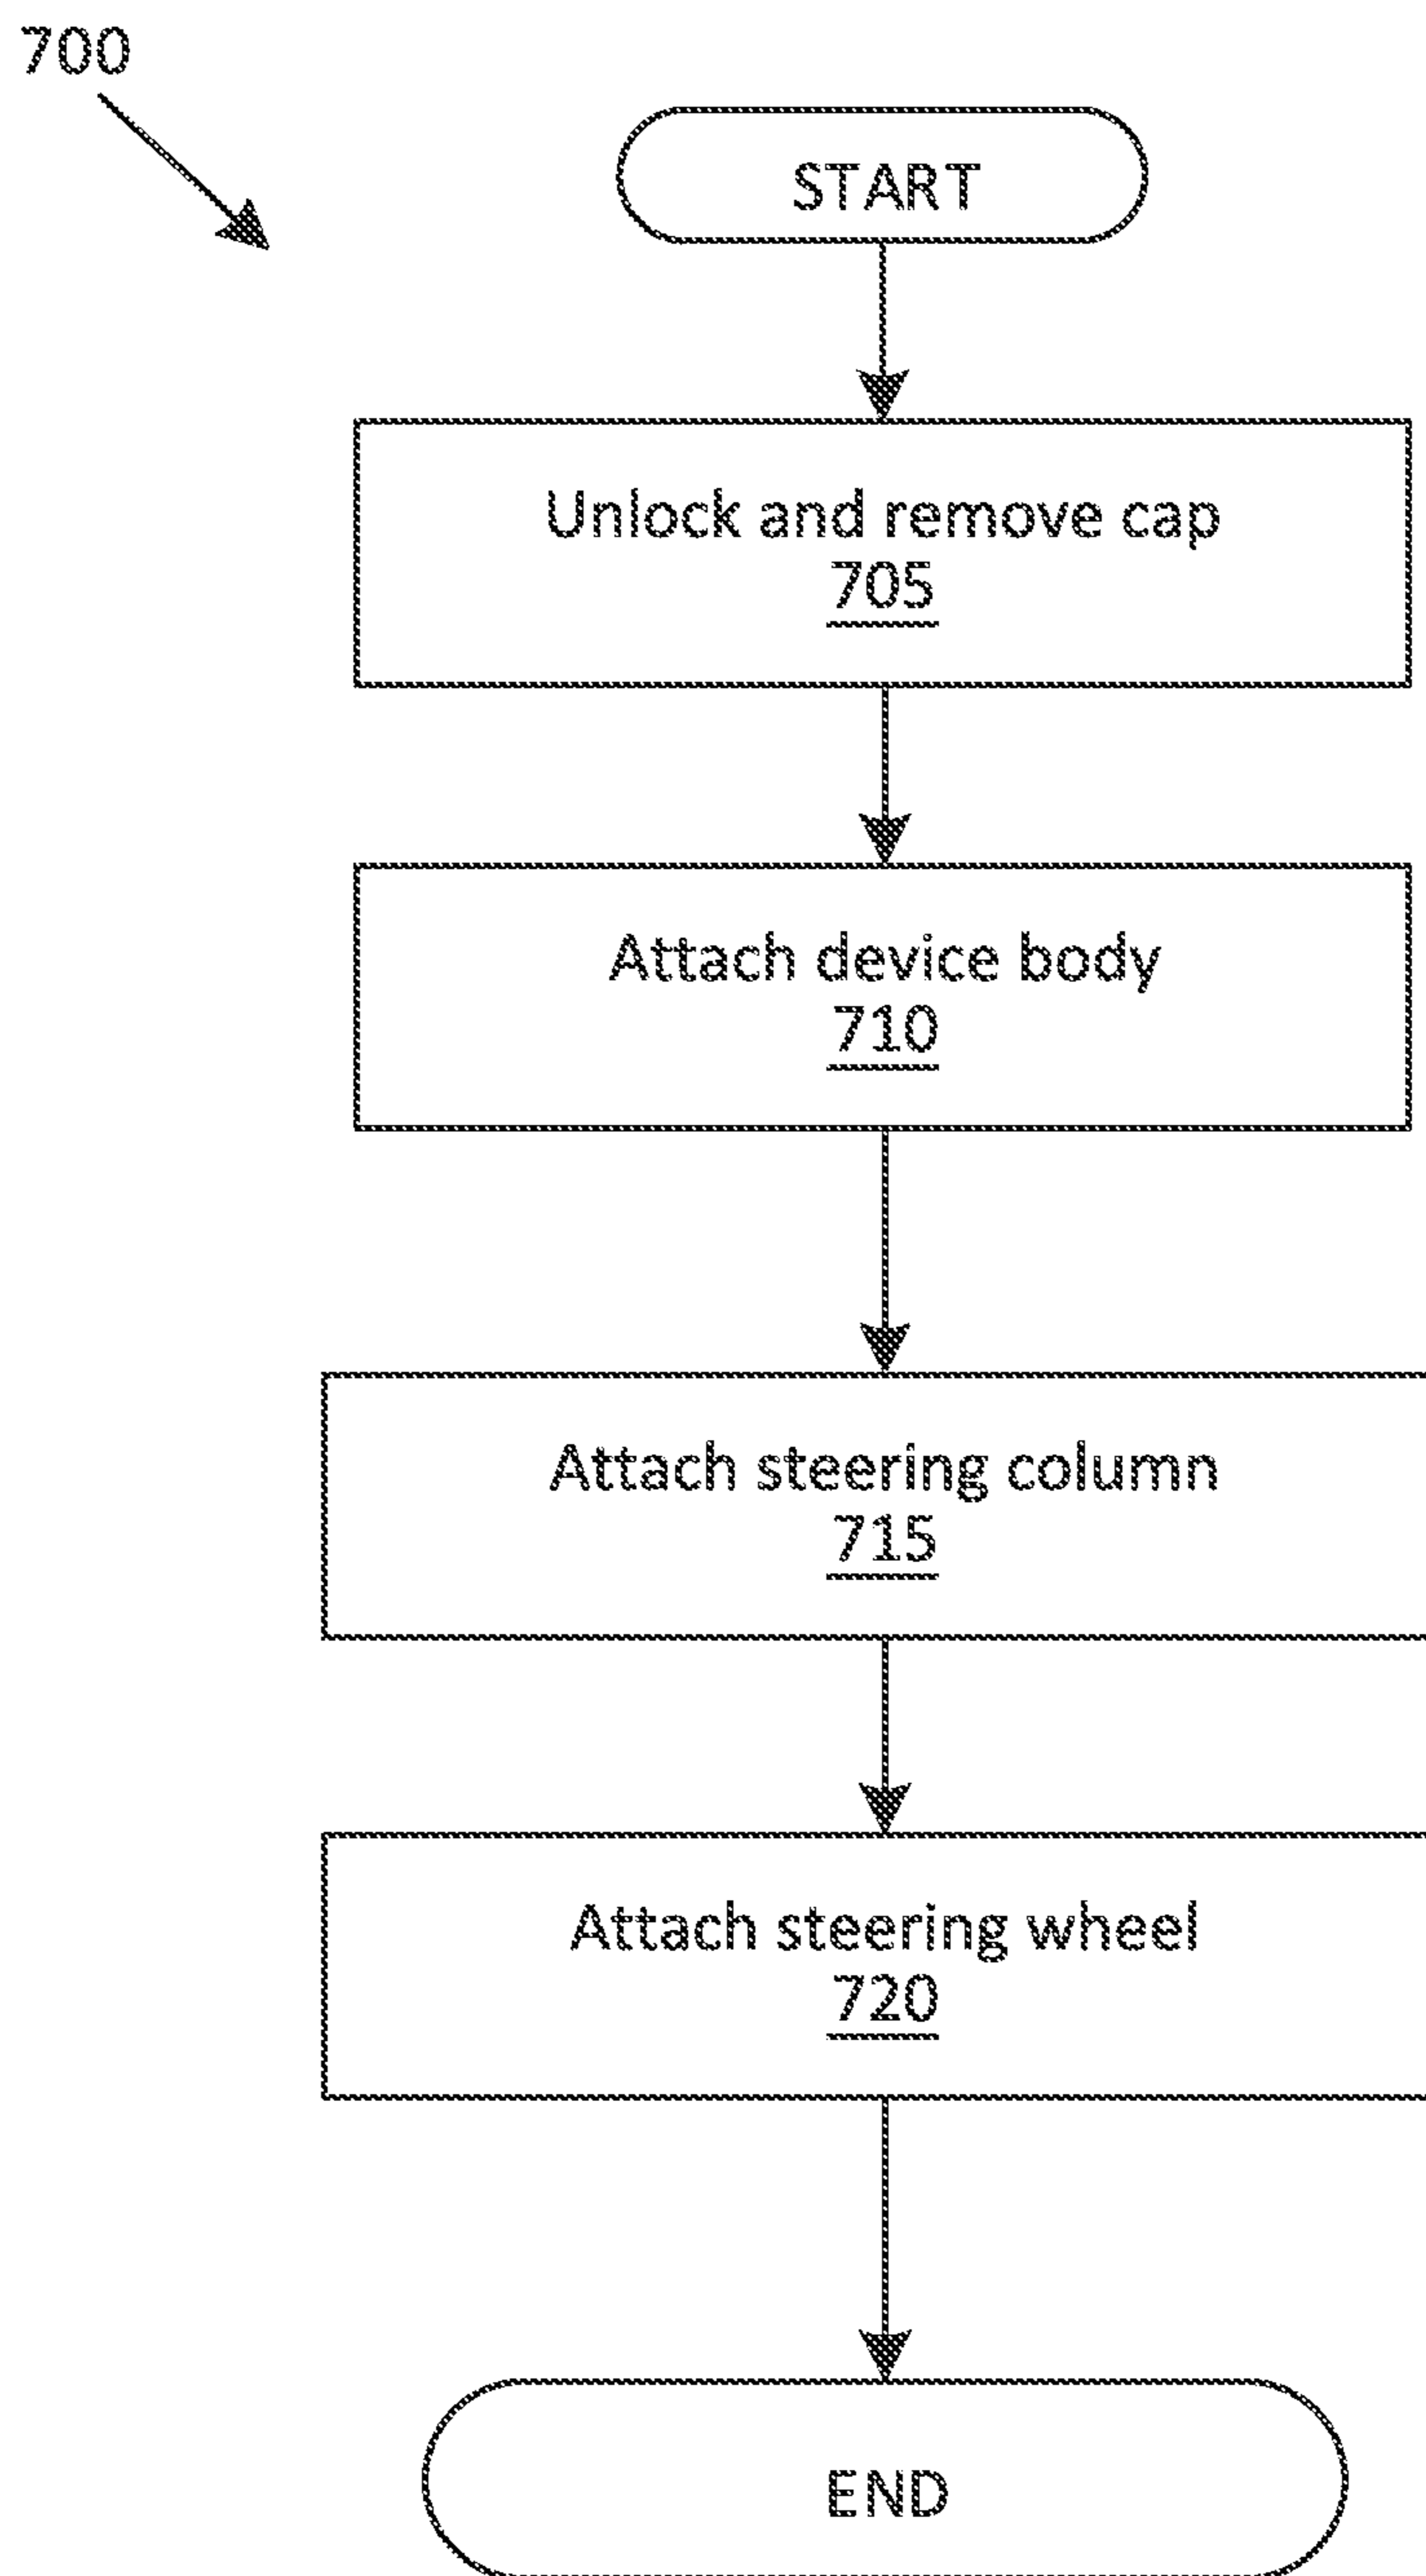 700
START
Unlock and remove cap
705
Attach device body
710
Attach steering column
715
Attach steering wheel
720
END